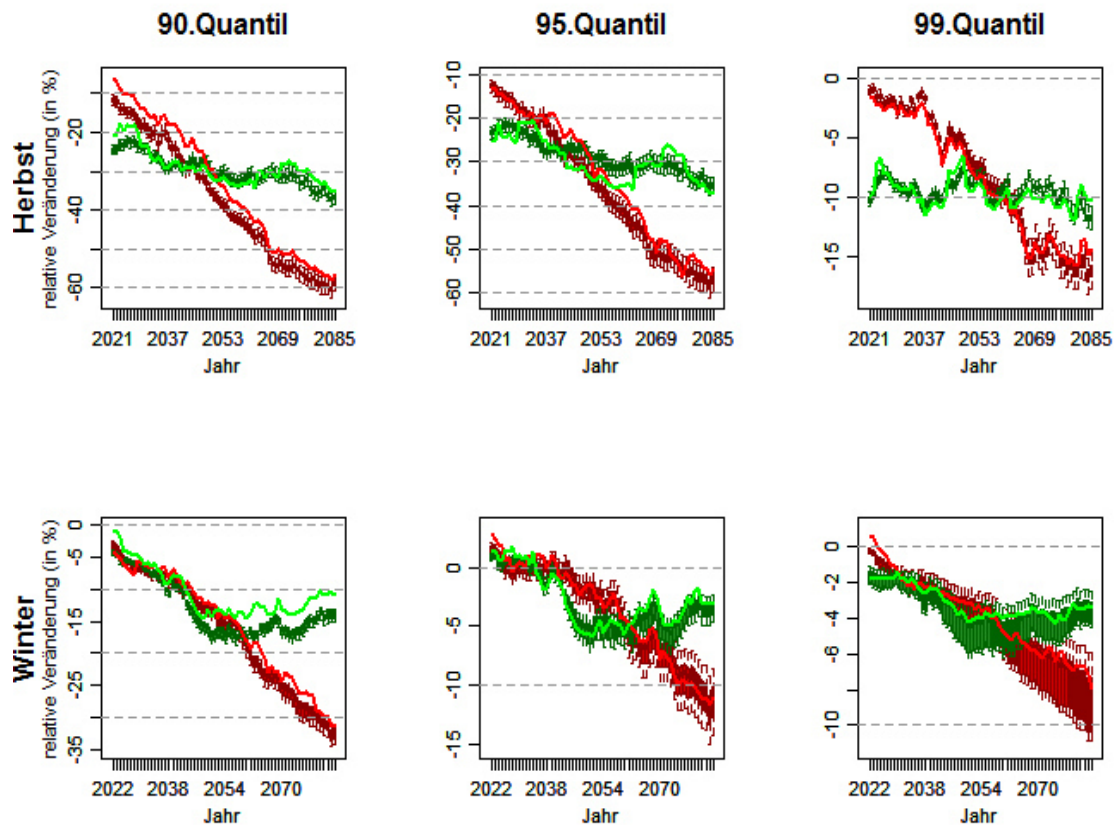 90.Quantil 95.Quantil 99.Quantil
Herbst
relative Veränderung (in %)
-20
-40
-60
2021 2037 2053 2069 2085
Jahr
-10
-20
-30
-40
-50
-60
2021 2037 2053 2069 2085
Jahr
0
-5
-10
-15
2021 2037 2053 2069 2085
Jahr
Winter
relative Veränderung (in %)
0
-5
-15
-25
-35
2022 2038 2054 2070
Jahr
0
-5
-10
-15
2022 2038 2054 2070
Jahr
0
-2
-4
-6
-10
2022 2038 2054 2070
Jahr